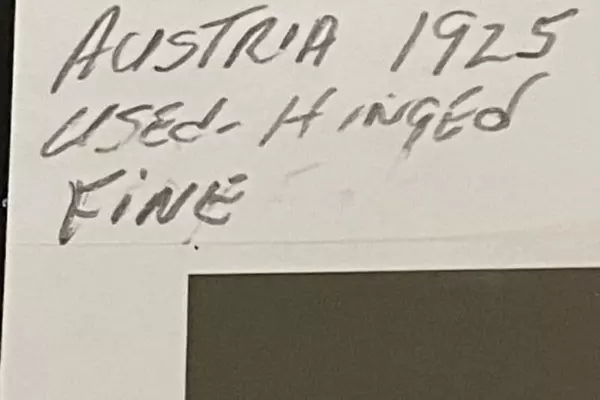 AUSTRIA 1925
USEd- HINGEd
FINE